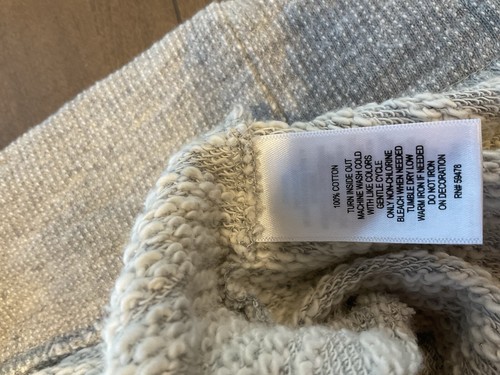 100% COTTON
TURN INSIDE OUT
MACHINE WASH COLD
WITH LIKE COLORS
GENTLE CYCLE
ONLY NON-CHLORINE
BLEACH WHEN NEEDED
TUMBLE DRY LOW
WARM IRON IF NEEDED
DO NOT IRON
ON DECORATION
RN# 59478